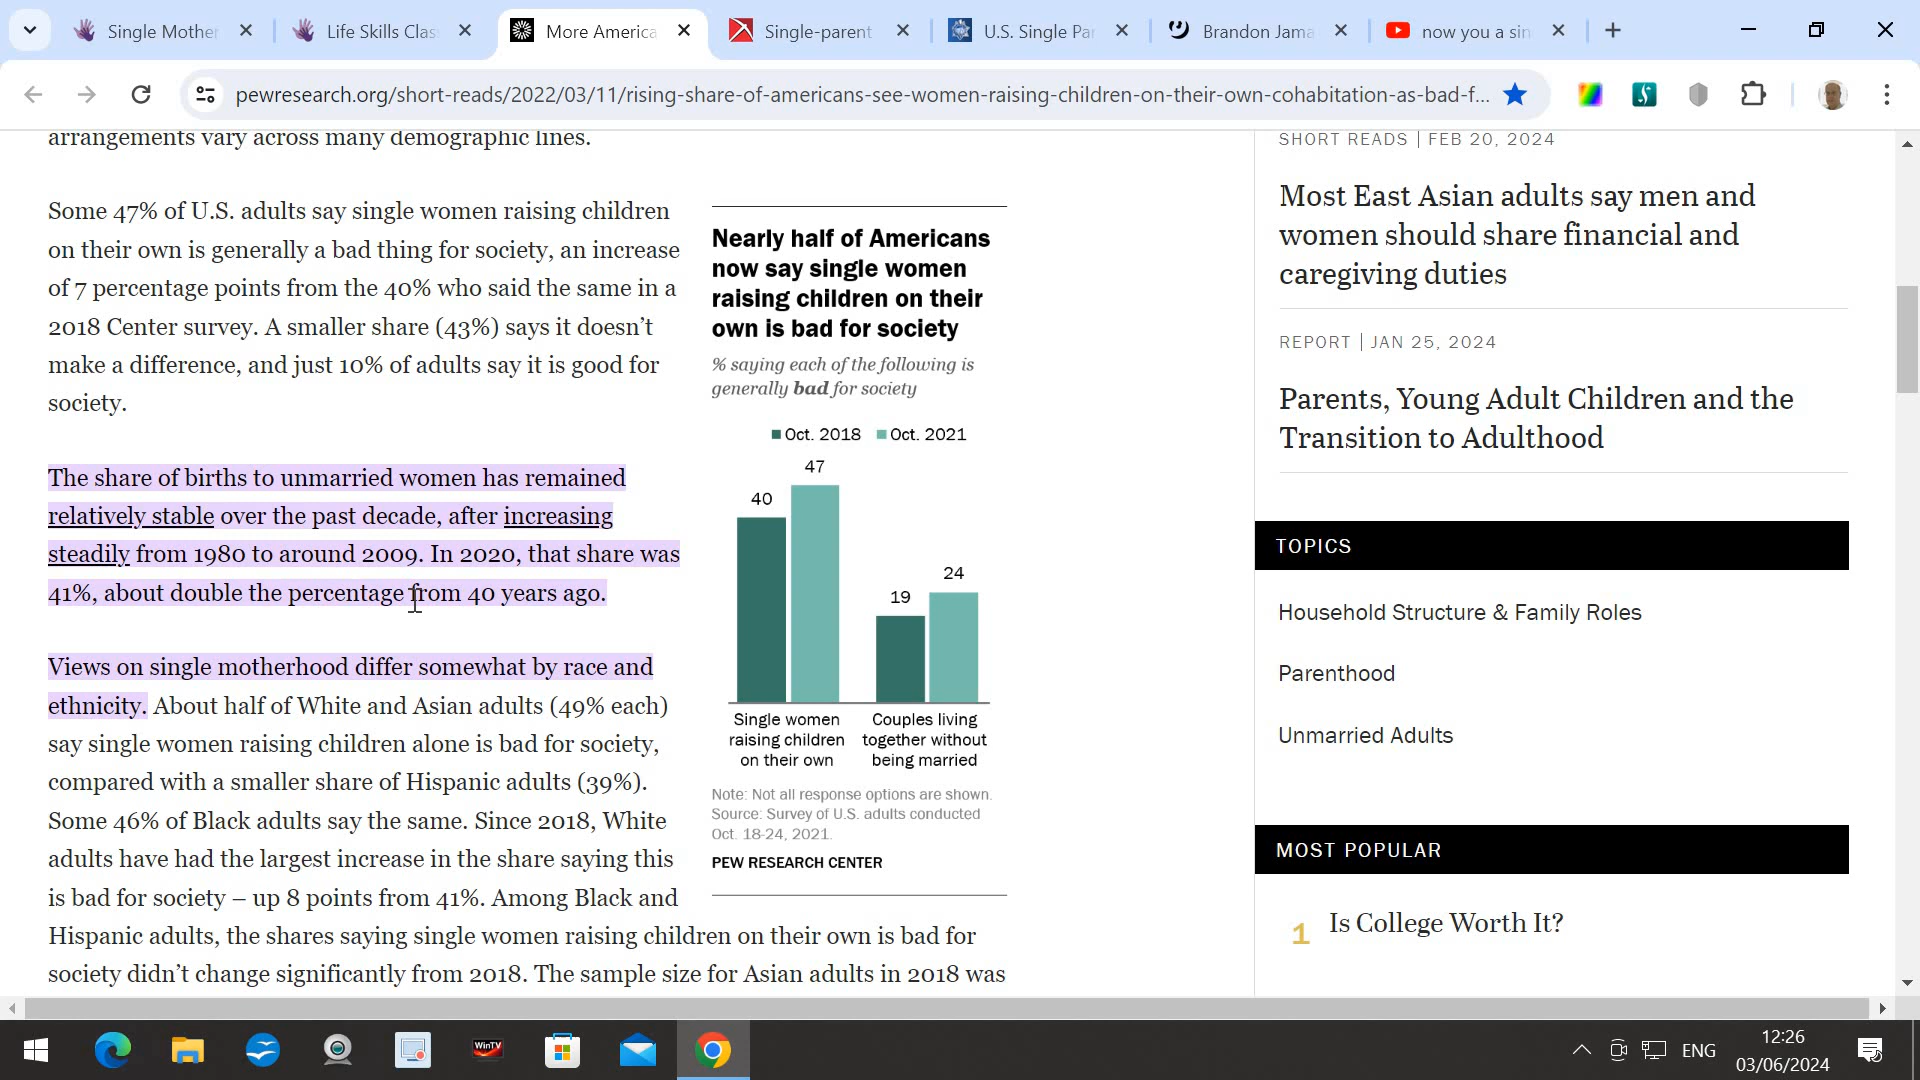 Single Mother
Life Skills Clas
More America
Single-parent
U.S. Single Par
Brandon Jama
now you a sin
pewresearch.org/short-reads/2022/03/11/rising-share-of-americans-see-women-raising-children-on-their-own-cohabitation-as-bad-f...
arrangements vary across many demographic lines.
Some 47% of U.S. adults say single women raising children
on their own is generally a bad thing for society, an increase
of 7 percentage points from the 40% who said the same in a
2018 Center survey. A smaller share (43%) says it doesn’t
make a difference, and just 10% of adults say it is good for
society.
The share of births to unmarried women has remained
relatively stable over the past decade, after increasing
steadily from 1980 to around 2009. In 2020, that share was
41%, about double the percentage from 40 years ago.
Views on single motherhood differ somewhat by race and
ethnicity. About half of White and Asian adults (49% each)
say single women raising children alone is bad for society,
compared with a smaller share of Hispanic adults (39%).
Some 46% of Black adults say the same. Since 2018, White
adults have had the largest increase in the share saying this
is bad for society – up 8 points from 41%. Among Black and
Hispanic adults, the shares saying single women raising children on their own is bad for
society didn’t change significantly from 2018. The sample size for Asian adults in 2018 was
Nearly half of Americans
now say single women
raising children on their
own is bad for society
% saying each of the following is
generally bad for society
Oct. 2018 Oct. 2021
47
40
24
19
Single women
raising children
on their own
Couples living
together without
being married
Note: Not all response options are shown.
Source: Survey of U.S. adults conducted
Oct. 18-24, 2021.
PEW RESEARCH CENTER
SHORT READS | FEB 20, 2024
Most East Asian adults say men and
women should share financial and
caregiving duties
REPORT | JAN 25, 2024
Parents, Young Adult Children and the
Transition to Adulthood
TOPICS
Household Structure & Family Roles
Parenthood
Unmarried Adults
MOST POPULAR
1 Is College Worth It?
WinTV
ENG
12:26
03/06/2024